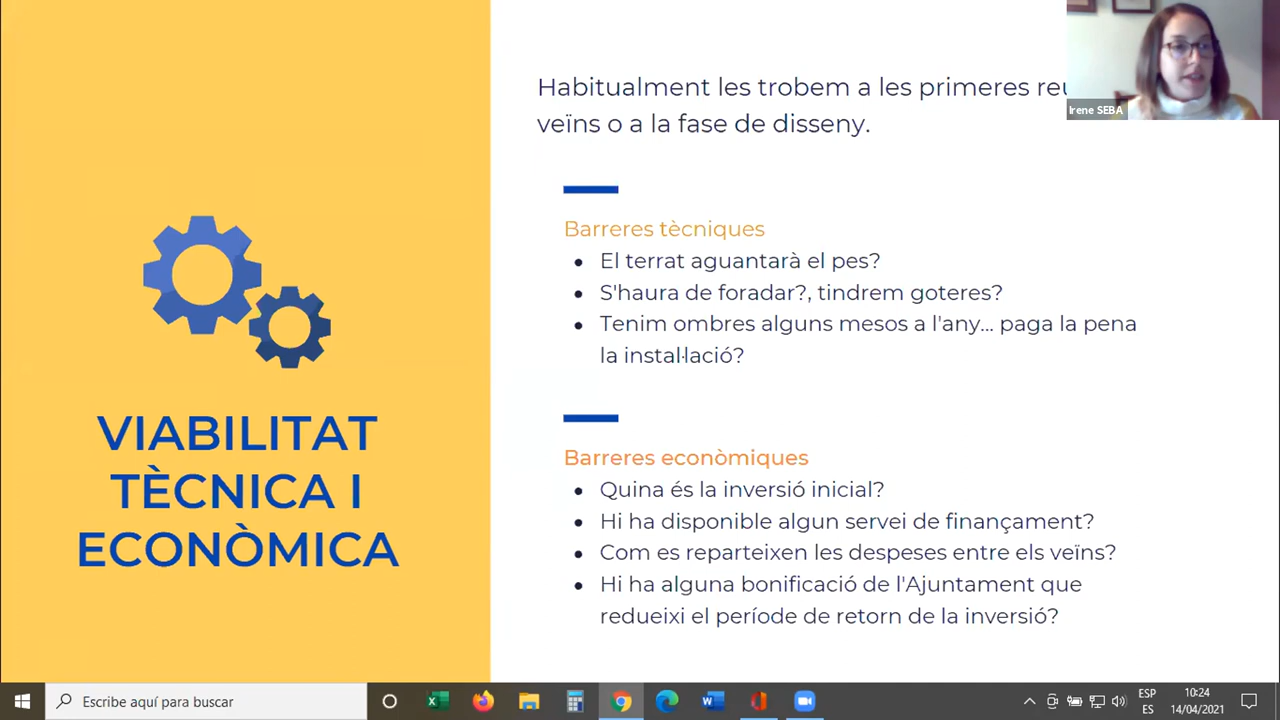 Habitualment les trobem a les primeres
veïns o a la fase de disseny.
Irene SEBA
Barreres tècniques
• El terrat aguantarà el pes?
• S'haura de foradar?, tindrem goteres?
• Tenim ombres alguns mesos a l'any... paga la pena
la instal·lació?
VIABILITAT
TÈCNICA I
ECONÒMICA
Barreres econòmiques
• Quina és la inversió inicial?
• Hi ha disponible algun servei de finançament?
• Com es reparteixen les despeses entre els veïns?
• Hi ha alguna bonificació de l'Ajuntament que
redueixi el període de retorn de la inversió?
Escribe aquí para buscar
ESP
ES
10:24
14/04/2021